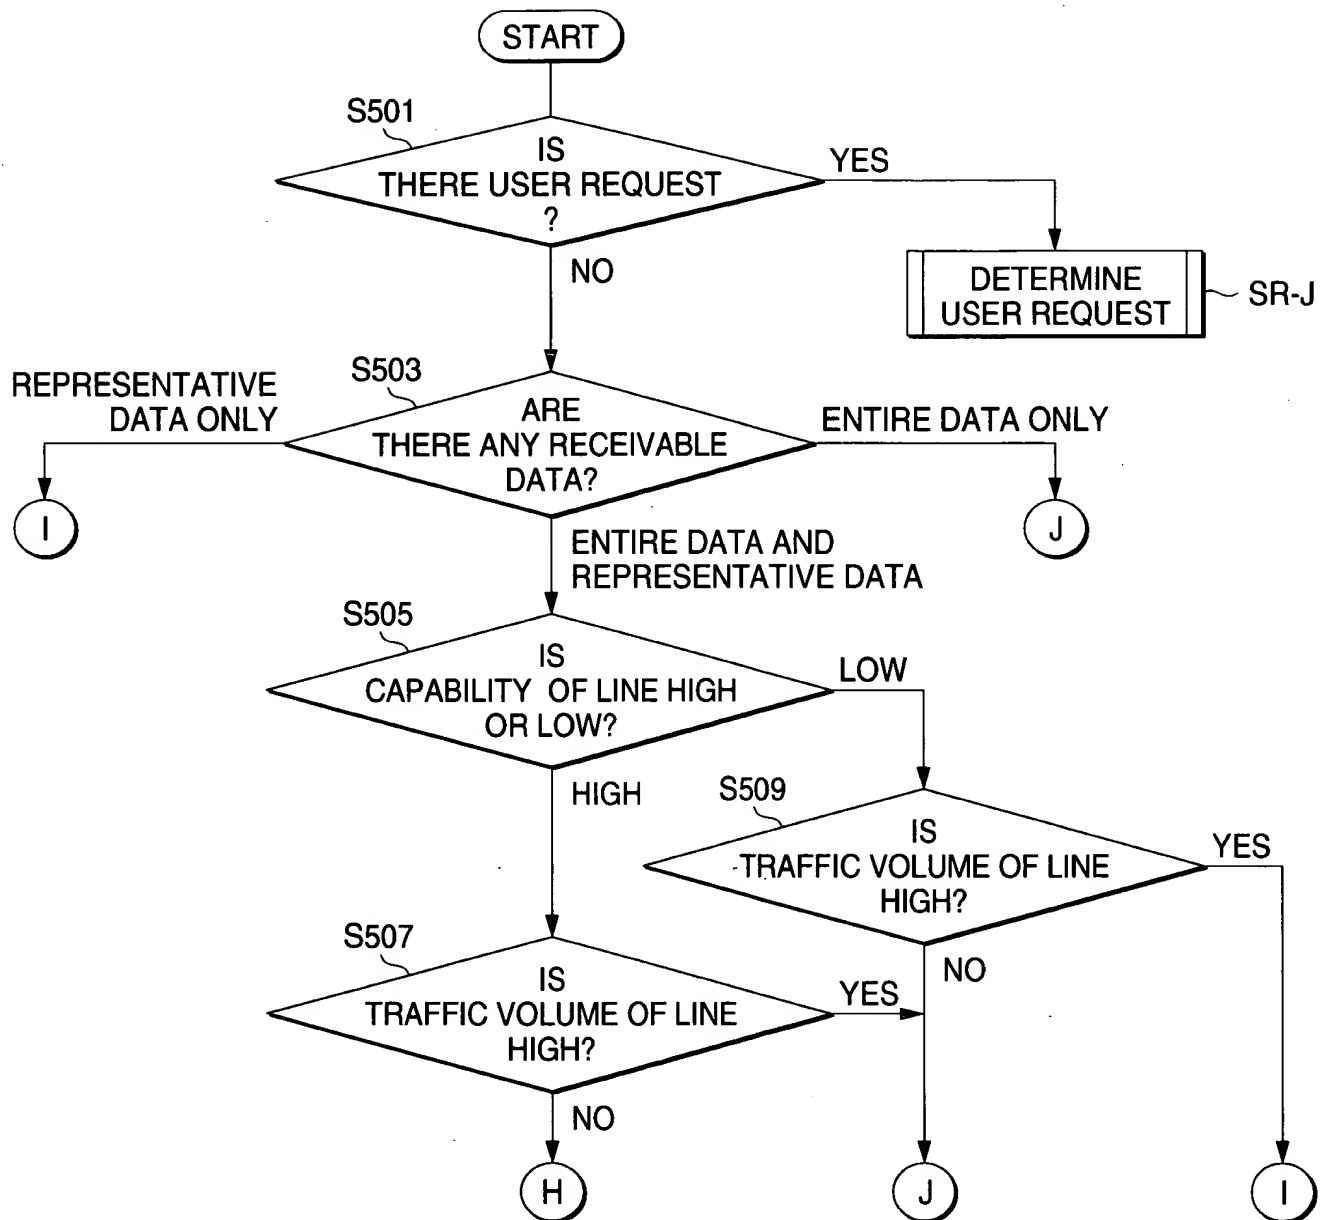 START
S501
IS
THERE USER REQUEST
?
YES
NO
DETERMINE
USER REQUEST
SR-J
REPRESENTATIVE
DATA ONLY
S503
ARE
THERE ANY RECEIVABLE
DATA?
ENTIRE DATA ONLY
I
J
ENTIRE DATA AND
REPRESENTATIVE DATA
S505
IS
CAPABILITY OF LINE HIGH
OR LOW?
LOW
HIGH
S509
IS
TRAFFIC VOLUME OF LINE
HIGH?
YES
NO
S507
IS
TRAFFIC VOLUME OF LINE
HIGH?
YES
NO
H
J
I